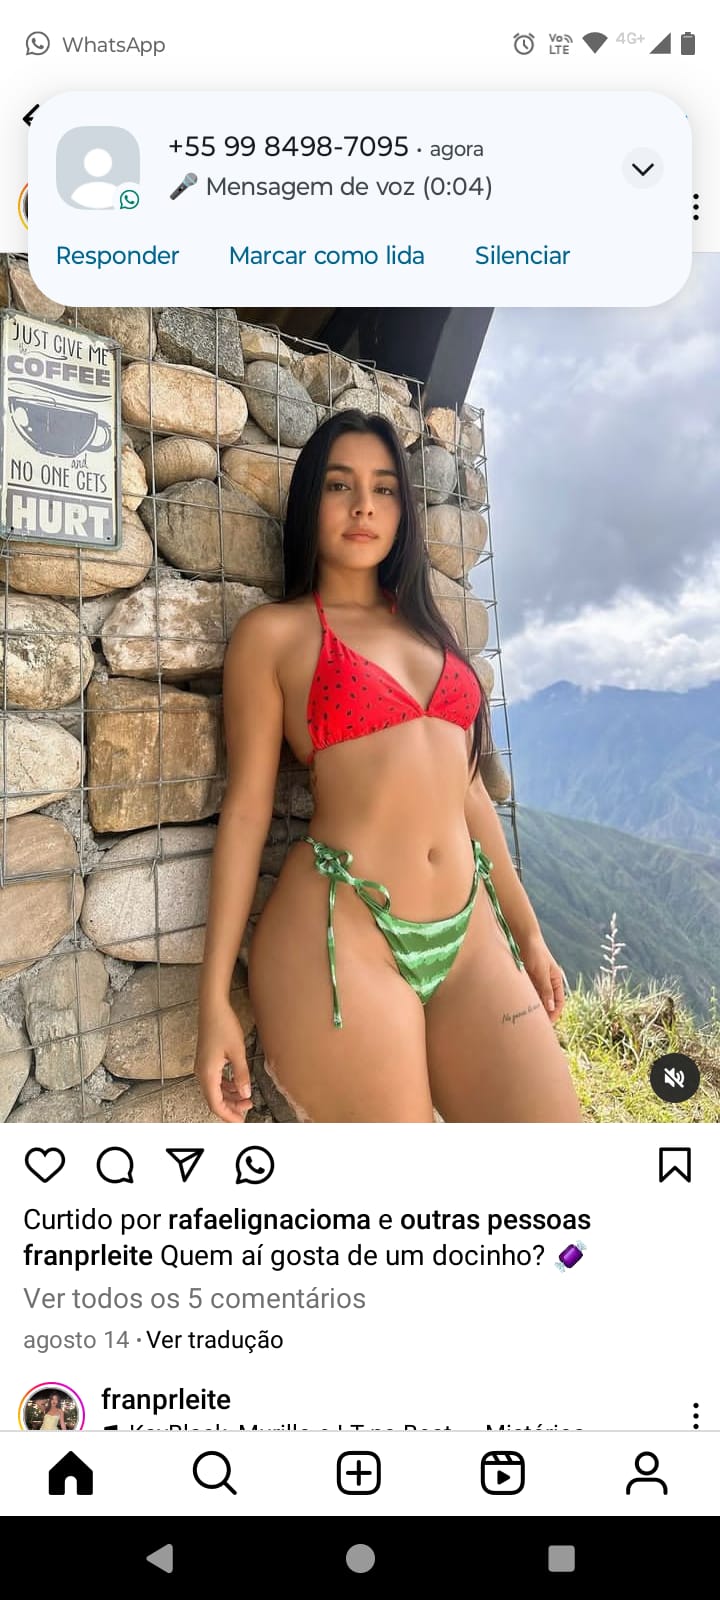 WhatsApp
Vo LTE
4G+
+55 99 8498-7095 · agora
🎤 Mensagem de voz (0:04)
Responder Marcar como lida Silenciar
JUST GIVE ME
the
COFFEE
and
NO ONE GETS
HURT
Curtido por rafaelignacioma e outras pessoas
franprleite Quem aí gosta de um docinho? 🍬
Ver todos os 5 comentários
agosto 14 · Ver tradução
franprleite